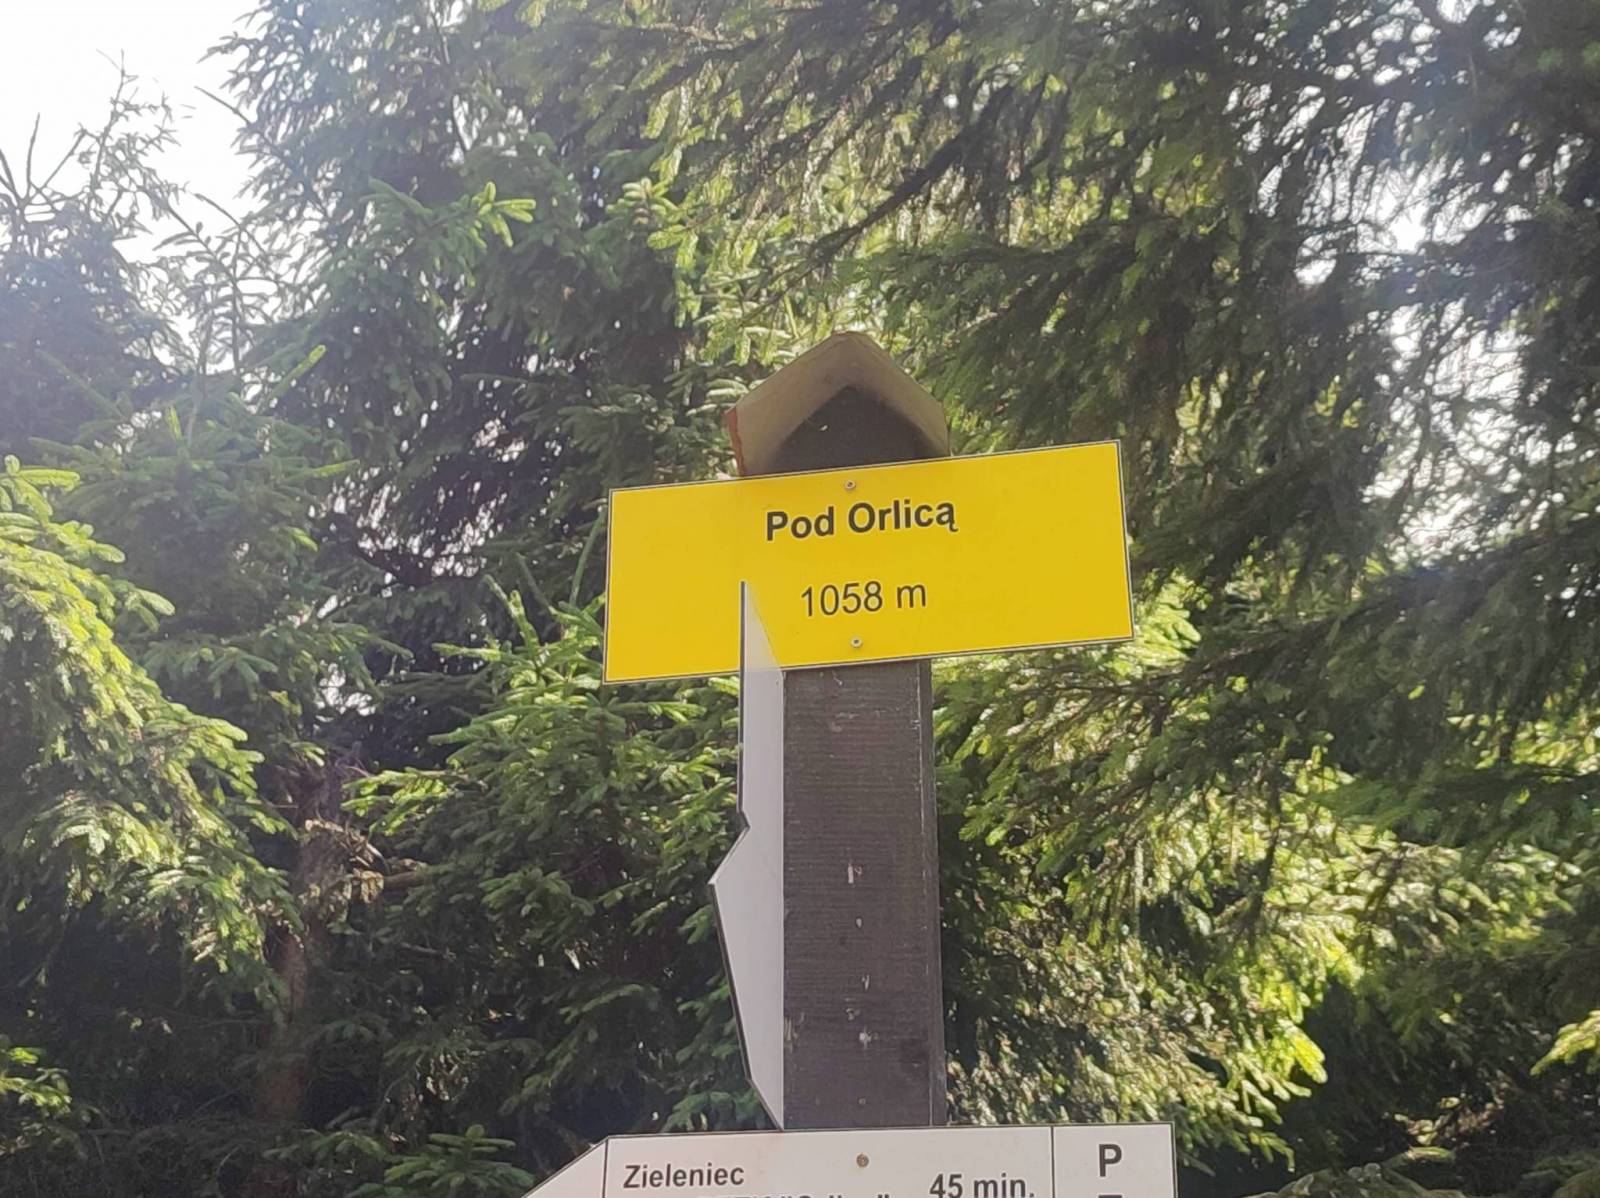 Pod Orlicą
1058 m
Zieleniec 45 min.
P